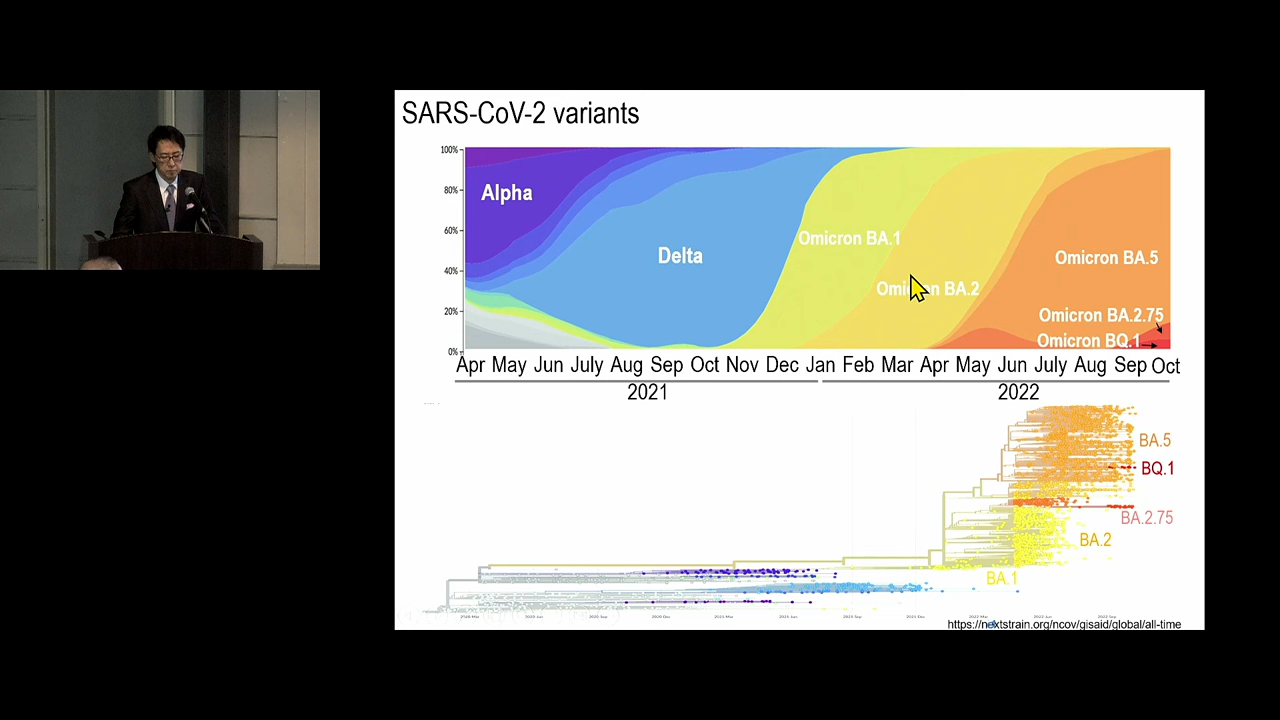 SARS-CoV-2 variants
100%
80%
60%
40%
20%
0%
Alpha
Delta
Omicron BA.1
Omicron BA.2
Omicron BA.5
Omicron BA.2.75
Omicron BQ.1
Apr May Jun July Aug Sep Oct Nov Dec Jan Feb Mar Apr May Jun July Aug Sep Oct
2021 2022
BA.5
BQ.1
BA.2.75
BA.2
BA.1
https://nextstrain.org/ncov/gisaid/global/all-time